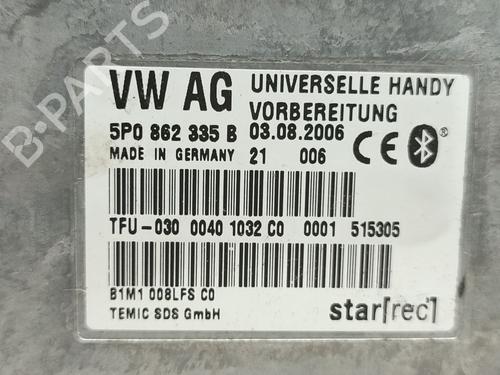 B-PARTS
VW AG UNIVERSELLE HANDY
VORBEREITUNG
5P0 862 335 B 03.08.2006
MADE IN GERMANY 21 006 CE
TFU-030 0040 1032 C0 0001 515305
B1M1 008LFS C0
TEMIC SDS GmbH star[rec]